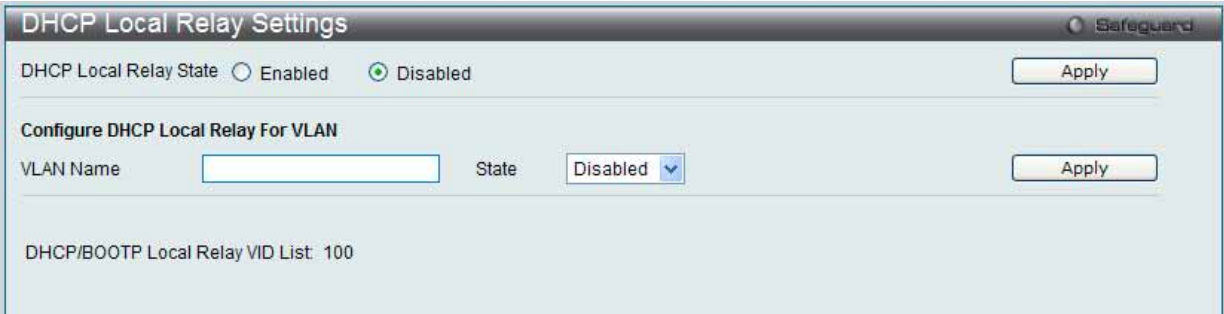 DHCP Local Relay Settings
Safeguard
DHCP Local Relay State Enabled Disabled Apply
Configure DHCP Local Relay For VLAN
VLAN Name State Disabled Apply
DHCP/BOOTP Local Relay VID List: 100